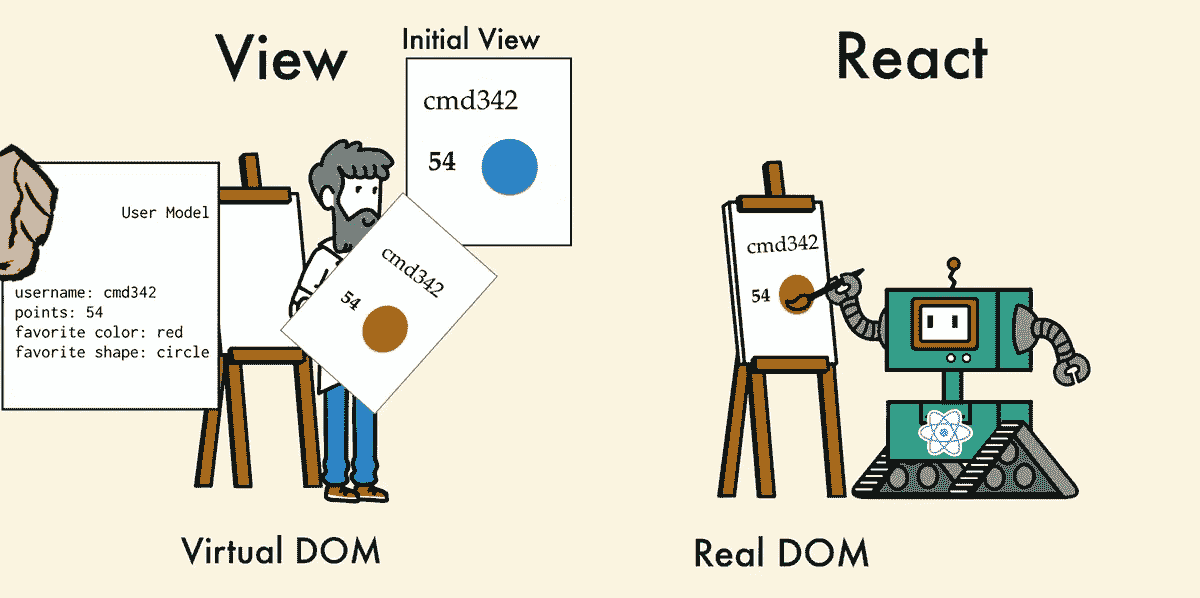 View
Initial View
cmd342
54
User Model
username: cmd342
points: 54
favorite color: red
favorite shape: circle
cmd342
54
Virtual DOM
React
cmd342
54
Real DOM